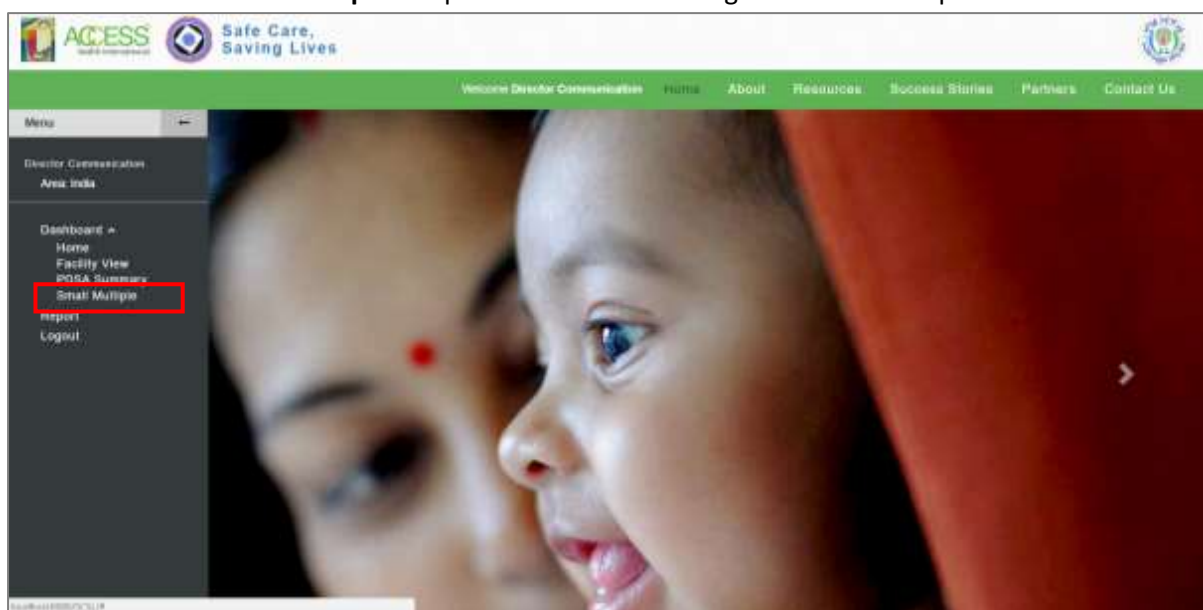 ACCESS
Safe Care,
Saving Lives
Welcome Director Communication Home About Resources Success Stories Partners Contact Us
Menu
Director Communication
Area: India
Dashboard
Home
Facility View
PDSA Summary
Small Multiple
Report
Logout